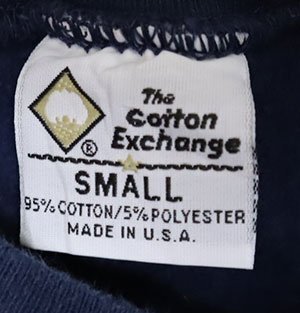 The
Cotton
Exchange
®
SMALL
95% COTTON/5% POLYESTER
MADE IN U.S.A.